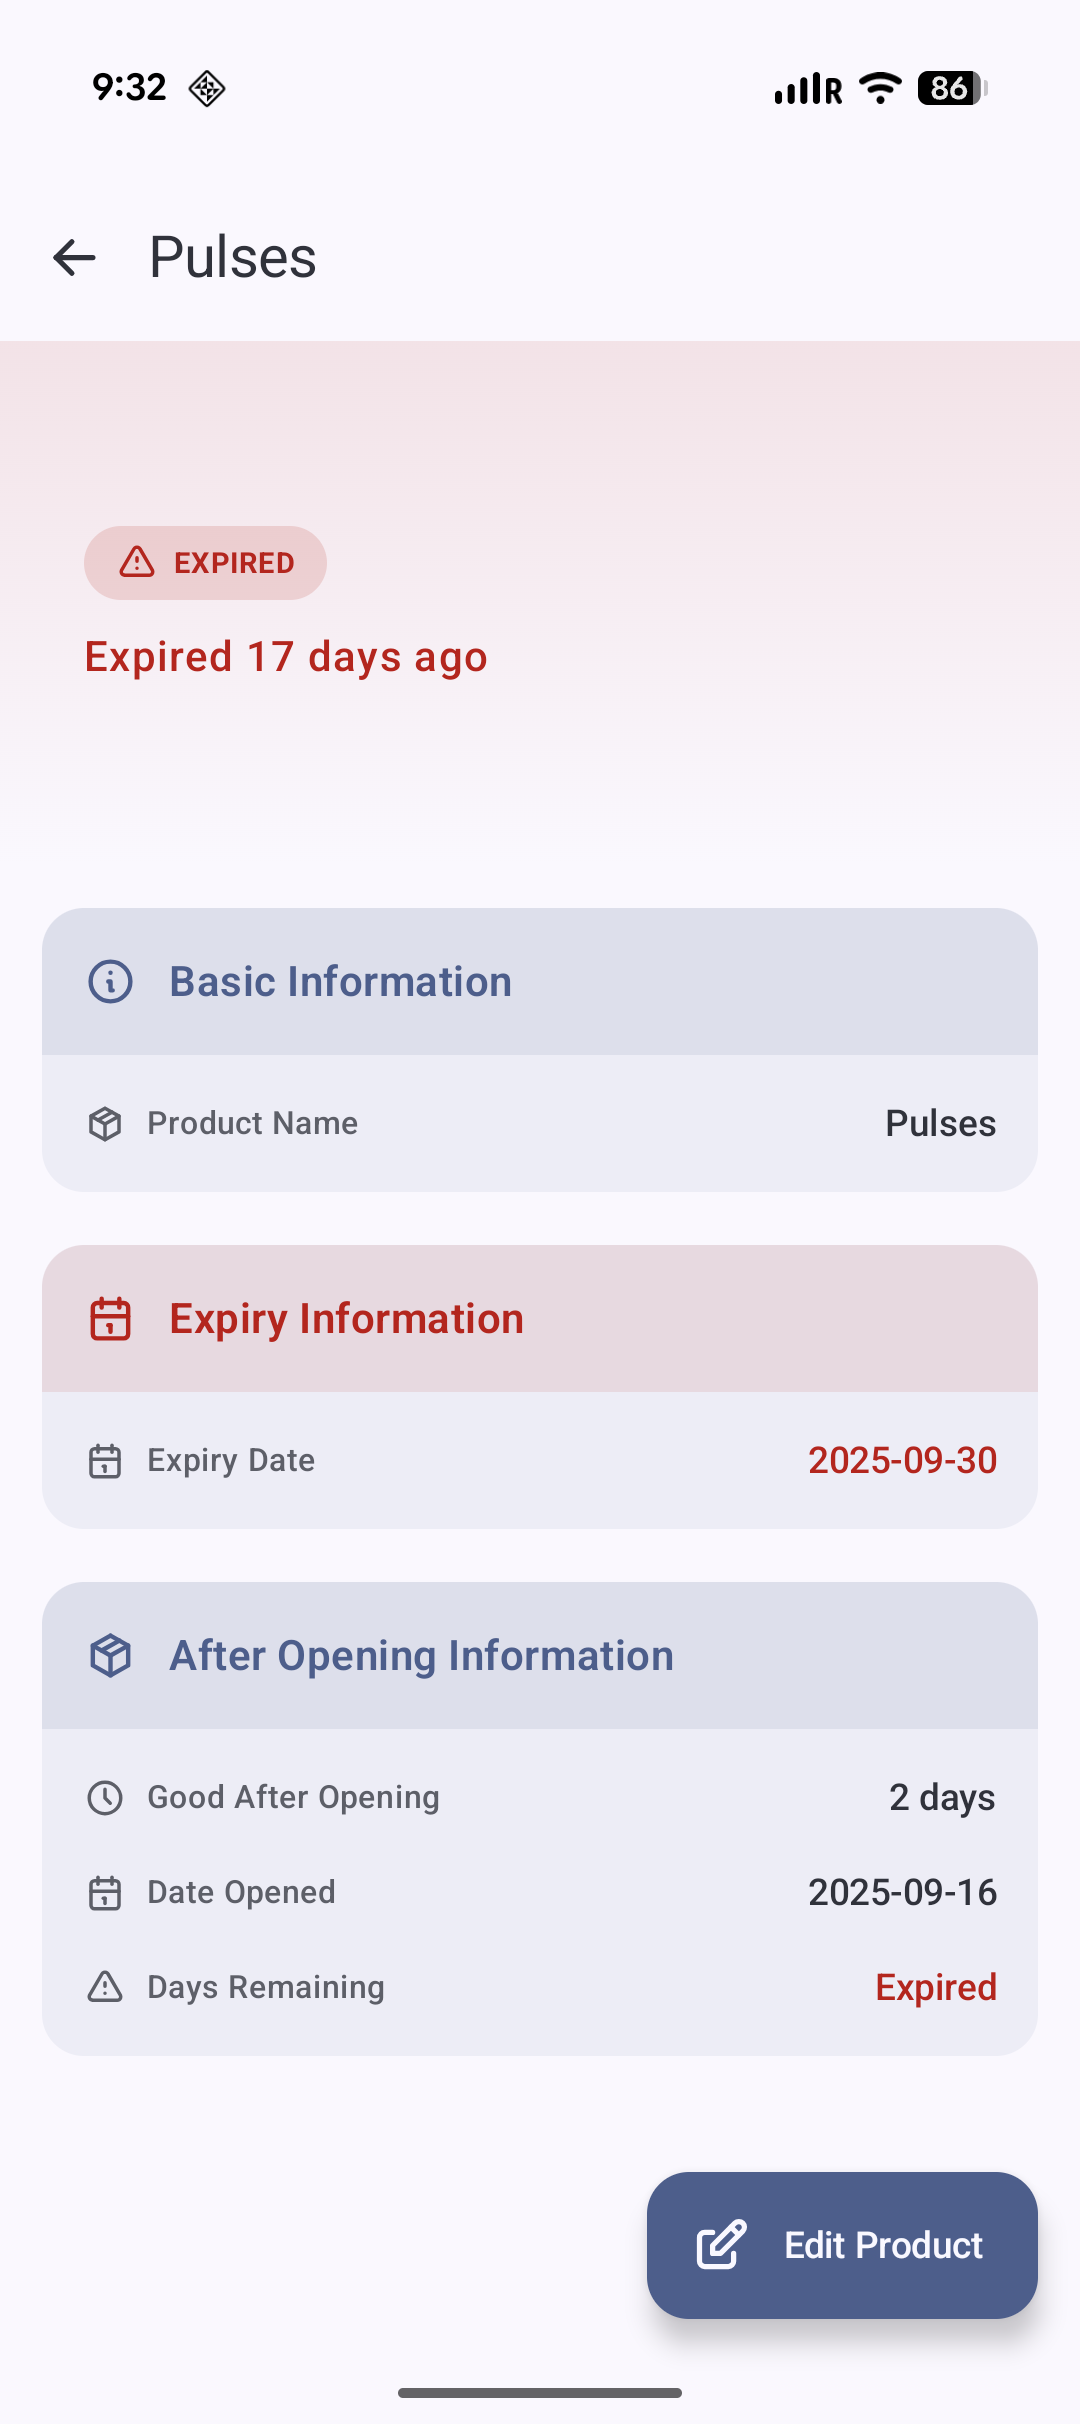 9:32
R
86
Pulses
EXPIRED
Expired 17 days ago
Basic Information
Product Name Pulses
Expiry Information
Expiry Date 2025-09-30
After Opening Information
Good After Opening 2 days
Date Opened 2025-09-16
Days Remaining Expired
Edit Product